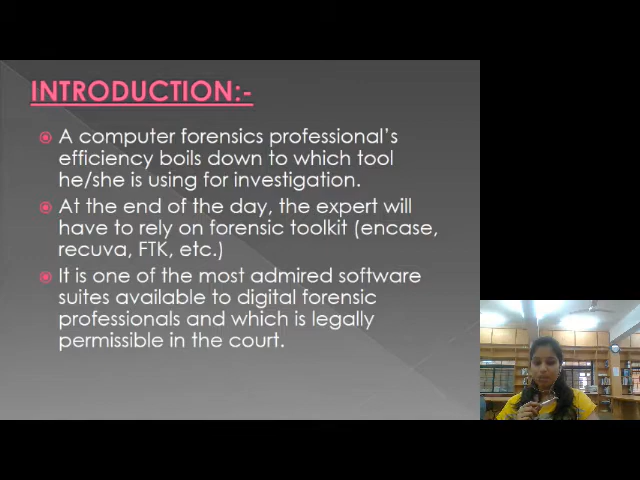 INTRODUCTION:-
A computer forensics professional's
efficiency boils down to which tool
he/she is using for investigation.
At the end of the day, the expert will
have to rely on forensic toolkit (encase,
recuva, FTK, etc.)
It is one of the most admired software
suites available to digital forensic
professionals and which is legally
permissible in the court.